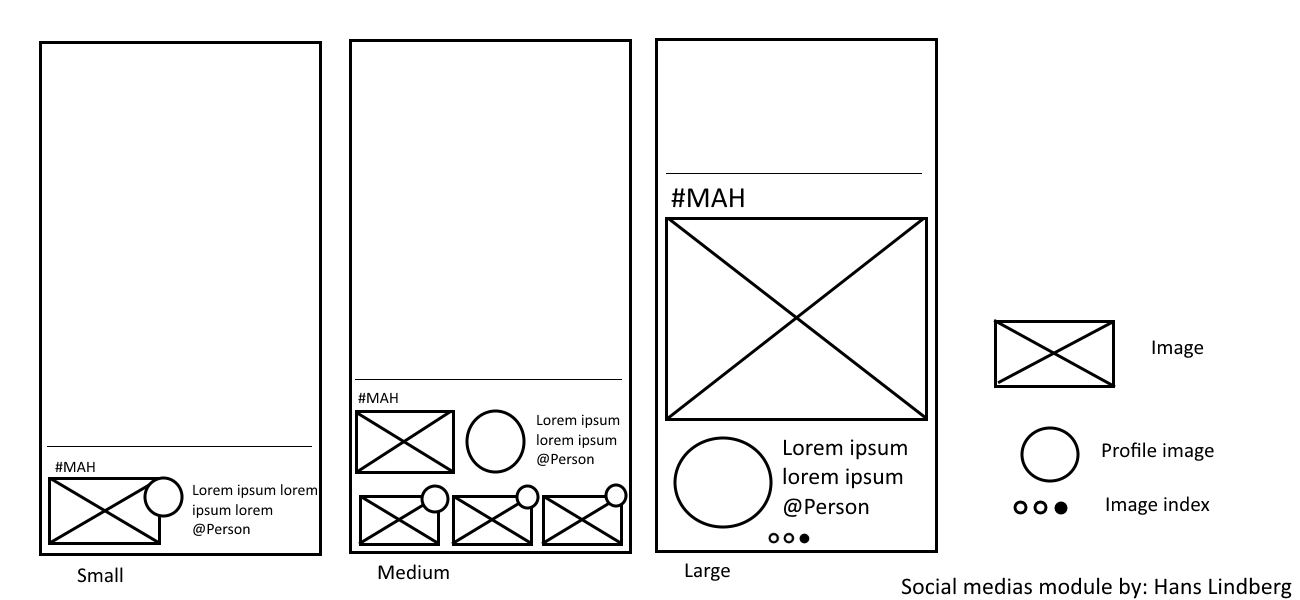 #MAH
Lorem ipsum lorem
ipsum lorem
@Person
Small
#MAH
Lorem ipsum
lorem ipsum
@Person
Medium
#MAH
Lorem ipsum
lorem ipsum
@Person
Large
Image
Profile image
Image index
Social medias module by: Hans Lindberg